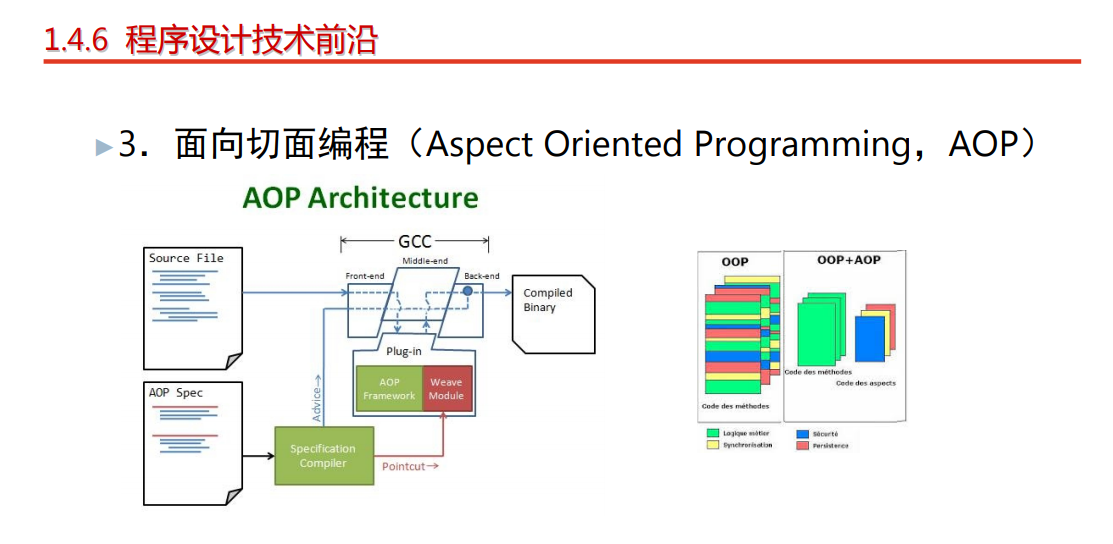 1.4.6 程序设计技术前沿
3．面向切面编程（Aspect Oriented Programming，AOP）
AOP Architecture
GCC
Middle-end
Front-end
Back-end
Source File
Compiled
Binary
Plug-in
AOP
Framework
Weave
Module
AOP Spec
Advice→
Specification
Compiler
Pointcut→
OOP
OOP+AOP
Code des méthodes
Code des aspects
Code des méthodes
Logique métier
Sécurité
Synchronisation
Persistence